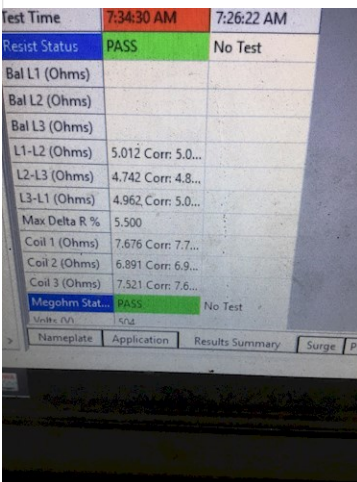 Test Time 7:34:30 AM 7:26:22 AM
Resist Status PASS No Test
Bal L1 (Ohms)
Bal L2 (Ohms)
Bal L3 (Ohms)
L1-L2 (Ohms) 5.012 Corr: 5.0...
L2-L3 (Ohms) 4.742 Corr: 4.8...
L3-L1 (Ohms) 4.962 Corr: 5.0...
Max Delta R % 5.500
Coil 1 (Ohms) 7.676 Corr: 7.7...
Coil 2 (Ohms) 6.891 Corr: 6.9...
Coil 3 (Ohms) 7.521 Corr: 7.6...
Megohm Stat... PASS No Test
Volts (V) 504
> Nameplate Application Results Summary Surge P